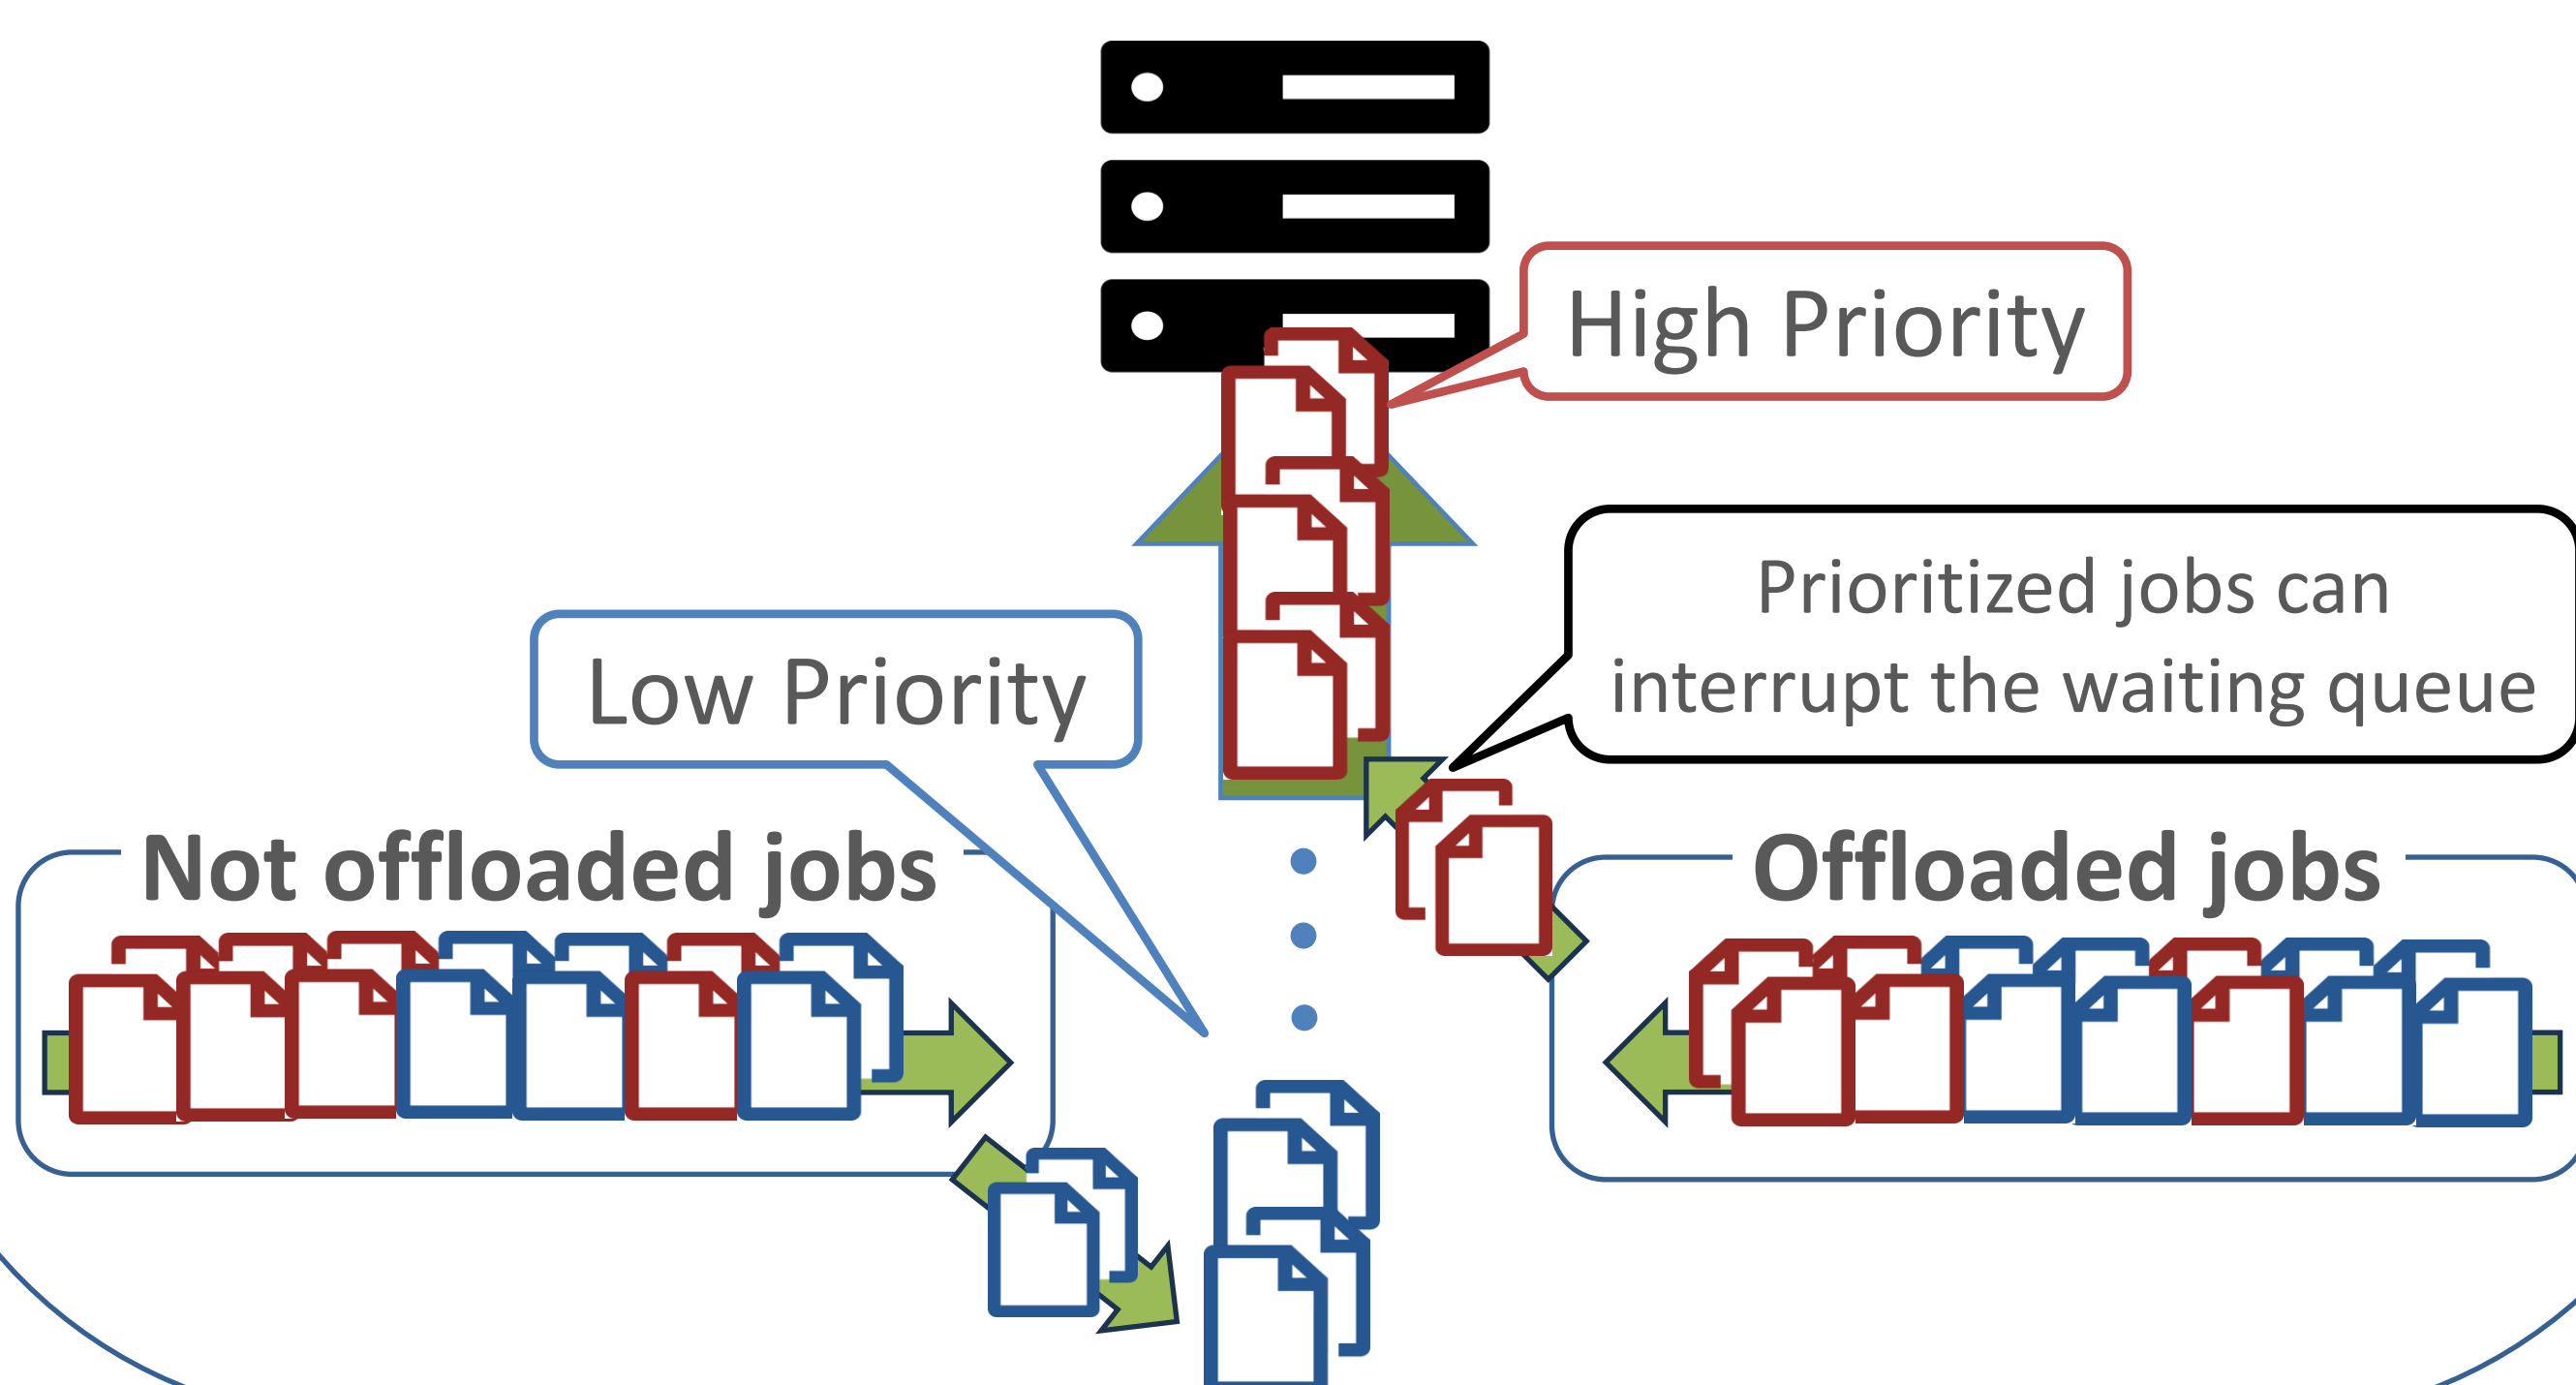 High Priority
Prioritized jobs can
interrupt the waiting queue
Low Priority
Not offloaded jobs
Offloaded jobs